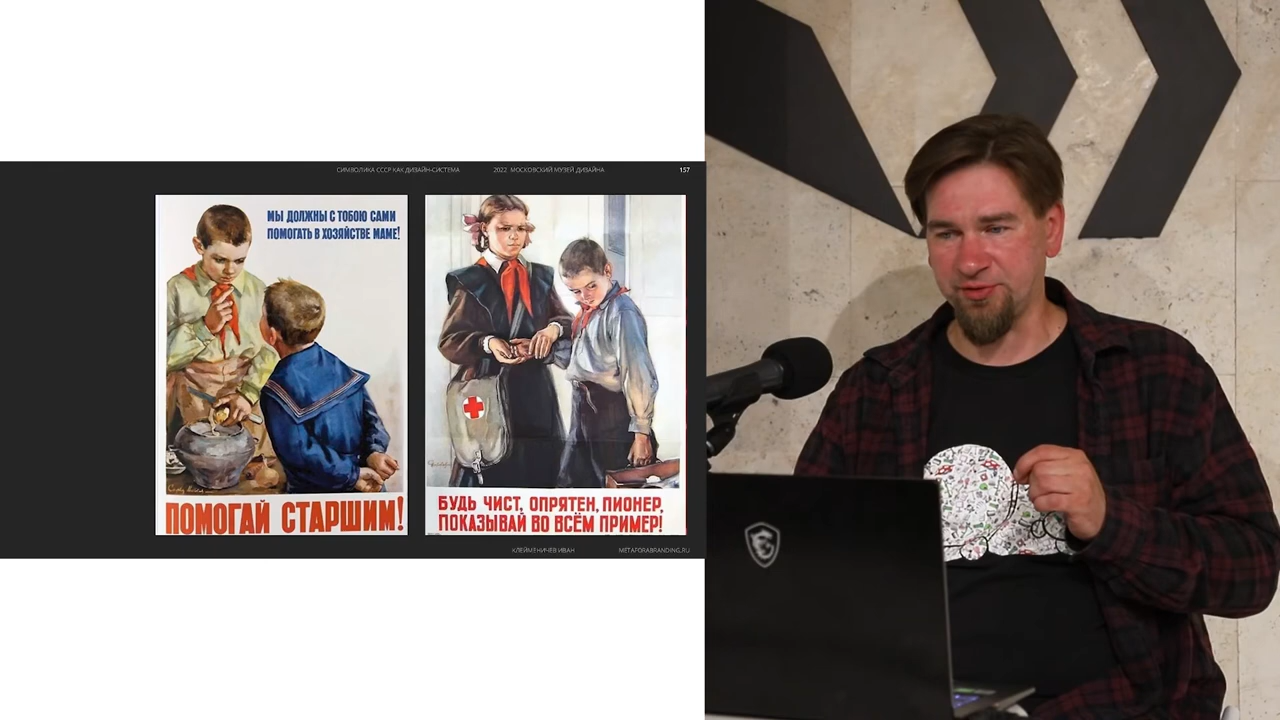 СИМВОЛИКА СССР КАК ДИЗАЙН-СИСТЕМА
2022 МОСКОВСКИЙ МУЗЕЙ ДИЗАЙНА
157
МЫ ДОЛЖНЫ С ТОБОЮ САМИ
ПОМОГАТЬ В ХОЗЯЙСТВЕ МАМЕ!
ПОМОГАЙ СТАРШИМ!
БУДЬ ЧИСТ, ОПРЯТЕН, ПИОНЕР,
ПОКАЗЫВАЙ ВО ВСЁМ ПРИМЕР!
КЛЕЙМЕНИЧЕВ ИВАН
METAFORABRANDING.RU